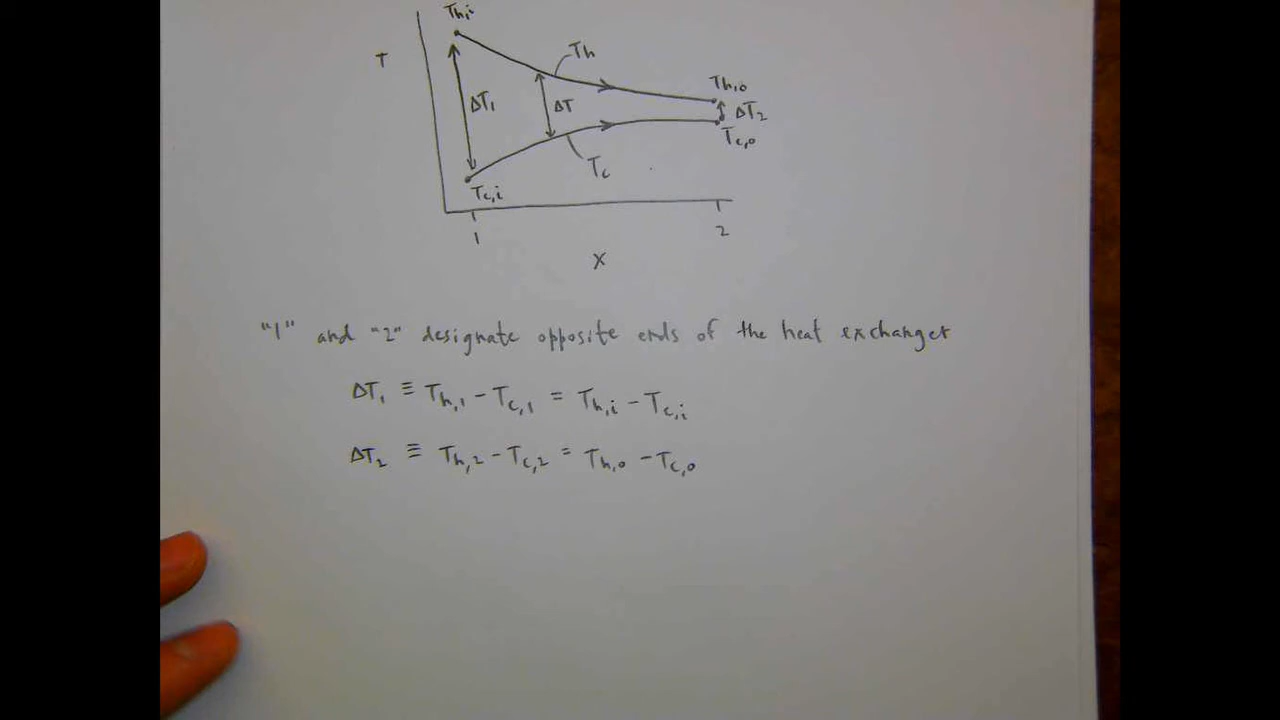 Th,i
T
Th
ΔT1
ΔT
Th,o
ΔT2
Tc,o
Tc
Tc,i
1
2
x
"1" and "2" designate opposite ends of the heat exchanger
ΔT1 ≡ Th,1 - Tc,1 = Th,i - Tc,i
ΔT2 ≡ Th,2 - Tc,2 = Th,o - Tc,o